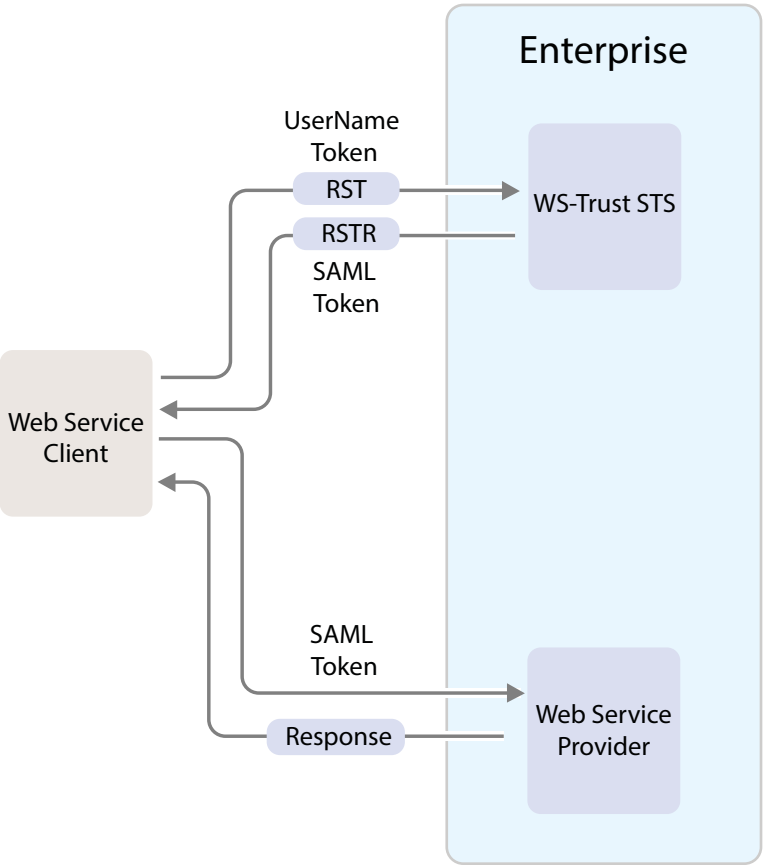 Enterprise
UserName
Token
RST
WS-Trust STS
RSTR
SAML
Token
Web Service
Client
SAML
Token
Web Service
Provider
Response